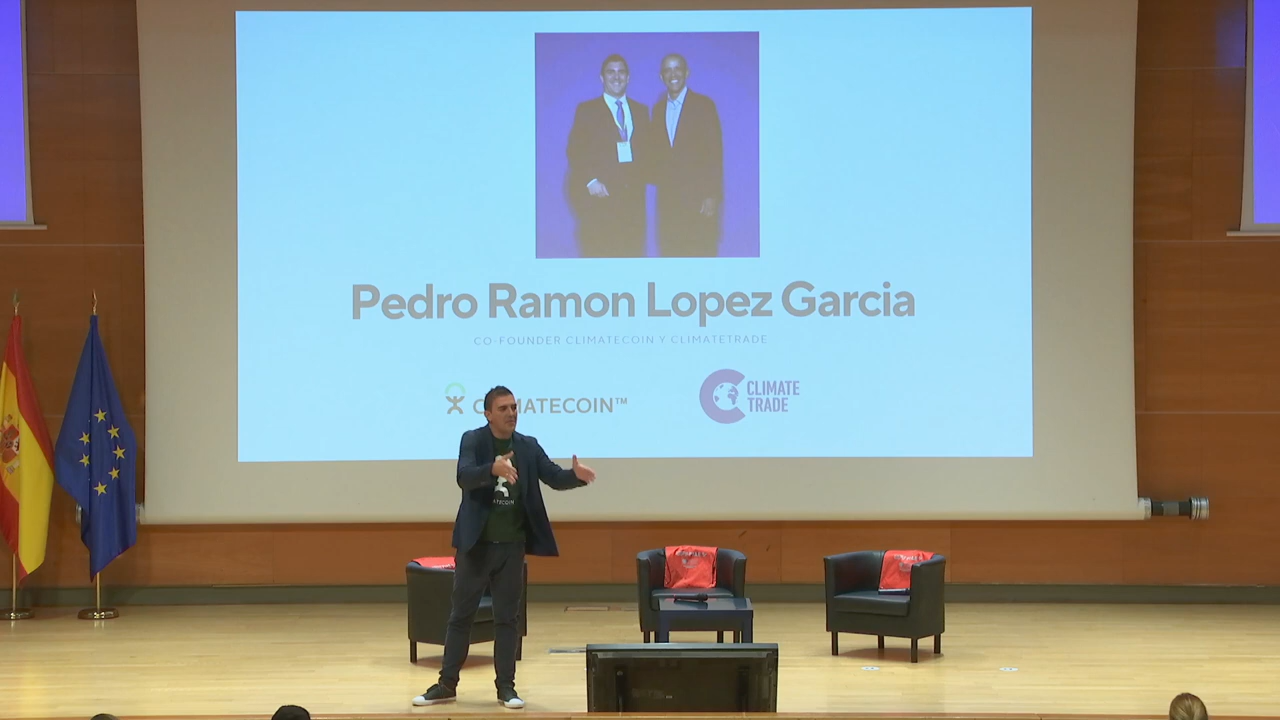 Pedro Ramon Lopez Garcia
CO-FOUNDER CLIMATECOIN Y CLIMATETRADE
CLIMATECOIN™
CLIMATE
TRADE